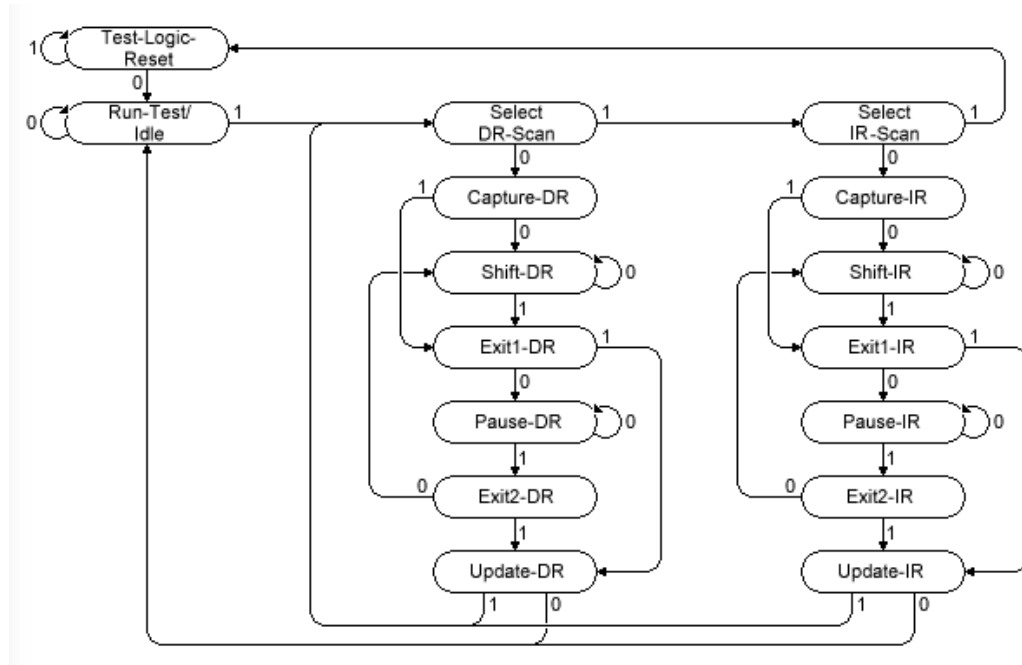 Test-Logic-
Reset
1
0
Run-Test/
Idle
0
1
Select
DR-Scan
1
0
Select
IR-Scan
1
0
Capture-DR
1
0
Capture-IR
1
0
Shift-DR
0
1
Shift-IR
0
1
Exit1-DR
1
0
Exit1-IR
1
0
Pause-DR
0
1
Pause-IR
0
1
Exit2-DR
0
1
Exit2-IR
0
1
Update-DR
1
0
Update-IR
1
0